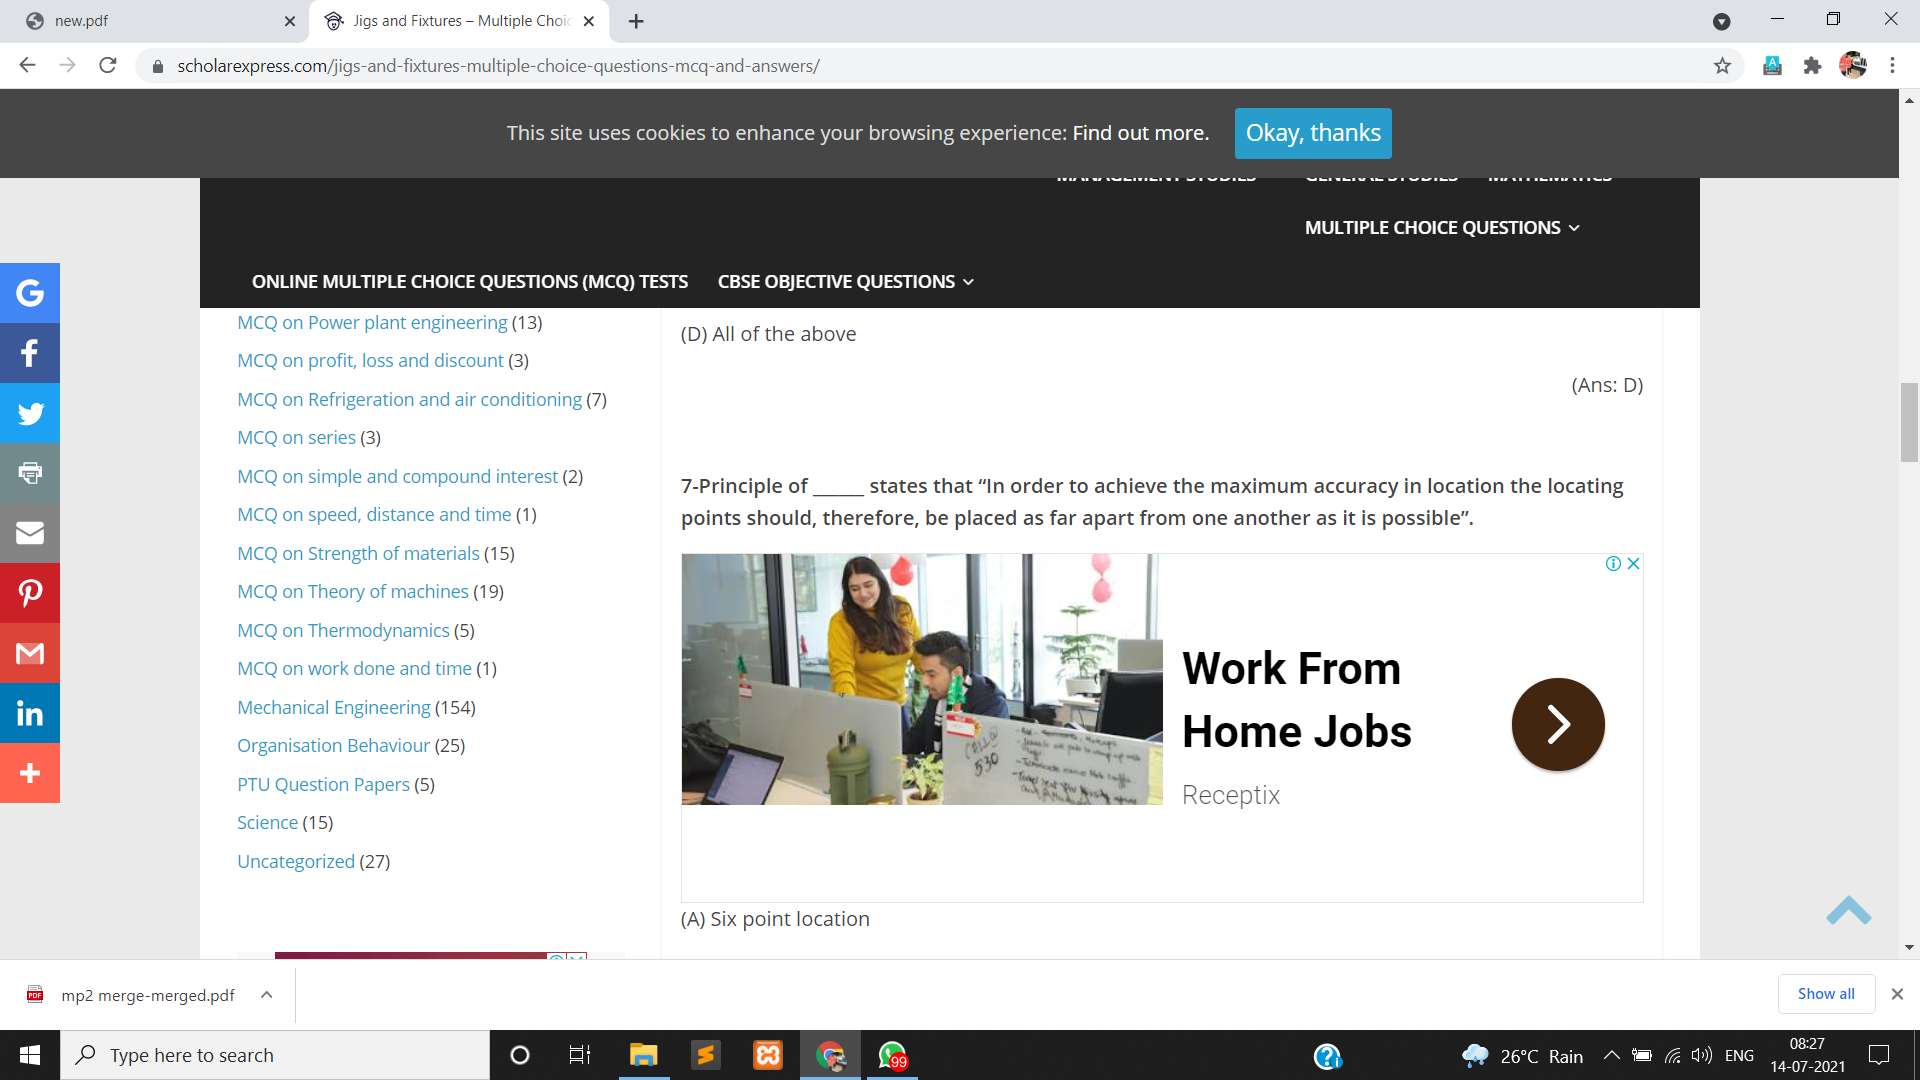 new.pdf
Jigs and Fixtures – Multiple Choic
scholarexpress.com/jigs-and-fixtures-multiple-choice-questions-mcq-and-answers/
This site uses cookies to enhance your browsing experience: Find out more.
Okay, thanks
MANAGEMENT STUDIES GENERAL STUDIES MATHEMATICS
MULTIPLE CHOICE QUESTIONS
ONLINE MULTIPLE CHOICE QUESTIONS (MCQ) TESTS CBSE OBJECTIVE QUESTIONS
MCQ on Power plant engineering (13)
MCQ on profit, loss and discount (3)
MCQ on Refrigeration and air conditioning (7)
MCQ on series (3)
MCQ on simple and compound interest (2)
MCQ on speed, distance and time (1)
MCQ on Strength of materials (15)
MCQ on Theory of machines (19)
MCQ on Thermodynamics (5)
MCQ on work done and time (1)
Mechanical Engineering (154)
Organisation Behaviour (25)
PTU Question Papers (5)
Science (15)
Uncategorized (27)
(D) All of the above
(Ans: D)
7-Principle of ______ states that “In order to achieve the maximum accuracy in location the locating
points should, therefore, be placed as far apart from one another as it is possible”.
530
Work From
Home Jobs
Receptix
(A) Six point location
PDF
mp2 merge-merged.pdf
Show all
Type here to search
99
26°C Rain
ENG
08:27
14-07-2021